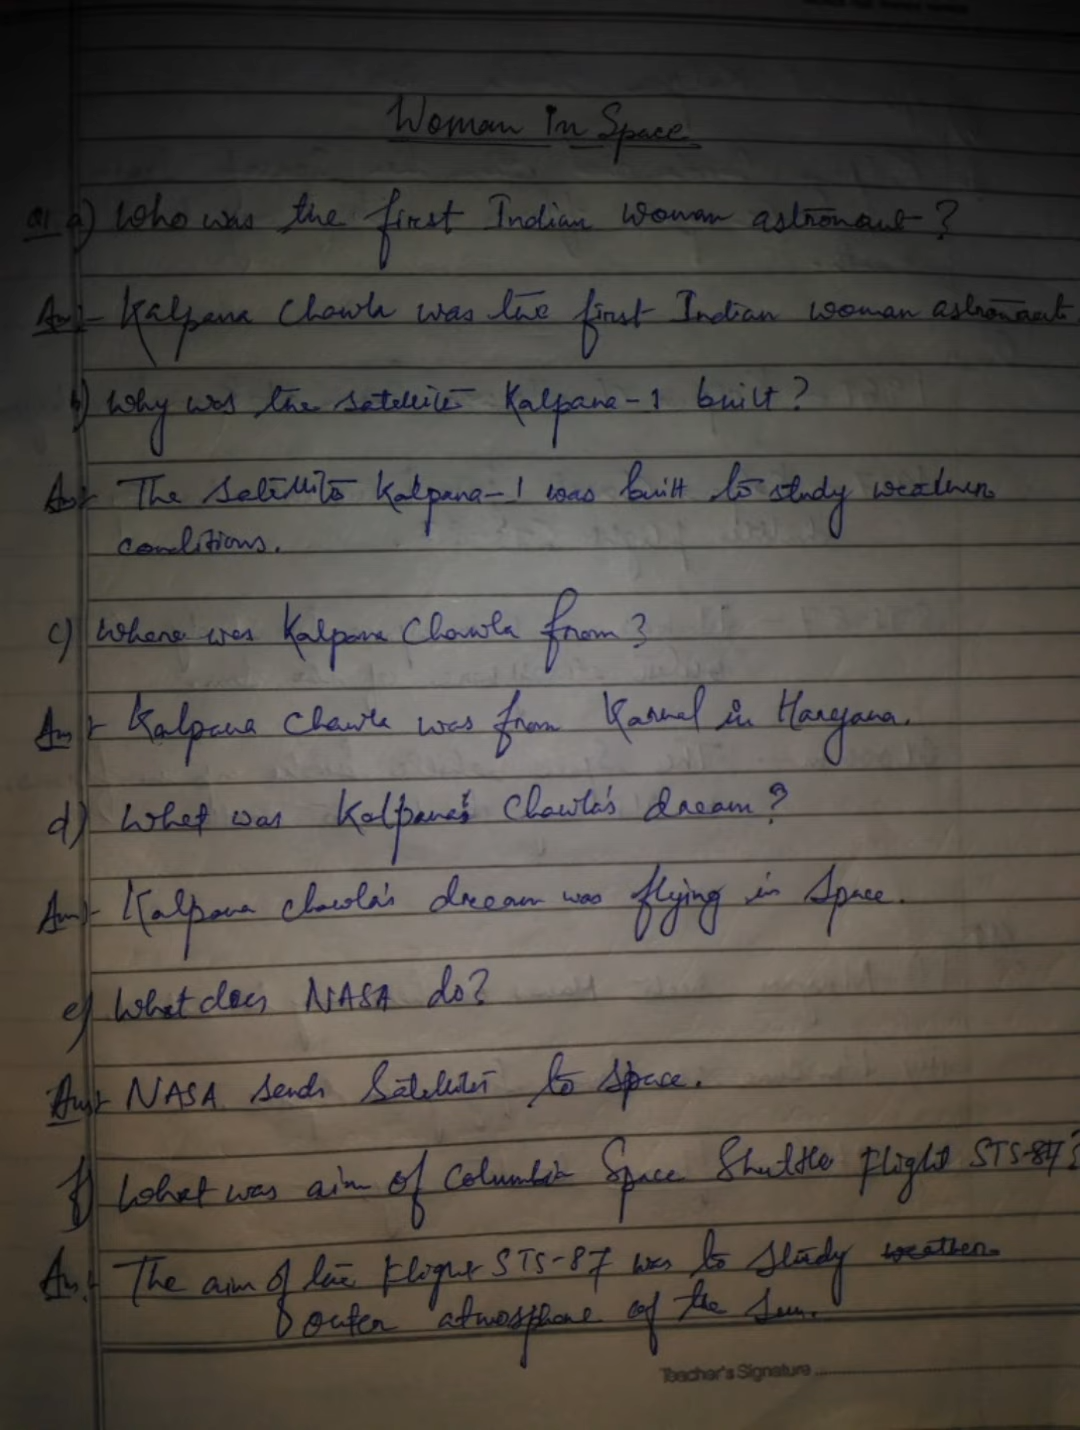 Woman In Space
Q1 a) Who was the first Indian woman astronaut?
Ans:- Kalpana Chawla was the first Indian woman astronaut
b) Why was the satellite Kalpana-1 built?
Ans:- The Satellite Kalpana-1 was built to study weather
conditions.
c) Where was Kalpana Chawla from?
Ans:- Kalpana Chawla was from Karnal in Haryana.
d) What was Kalpana's Chawla's dream?
Ans:- Kalpana Chawla's dream was flying in space.
e) What does NASA do?
Ans:- NASA sends Satellites to space.
f) What was aim of Columbia Space Shuttle flight STS-87?
Ans:- The aim of the flight STS-87 was to study weather
outer atmosphere of the sun.
Teacher's Signature